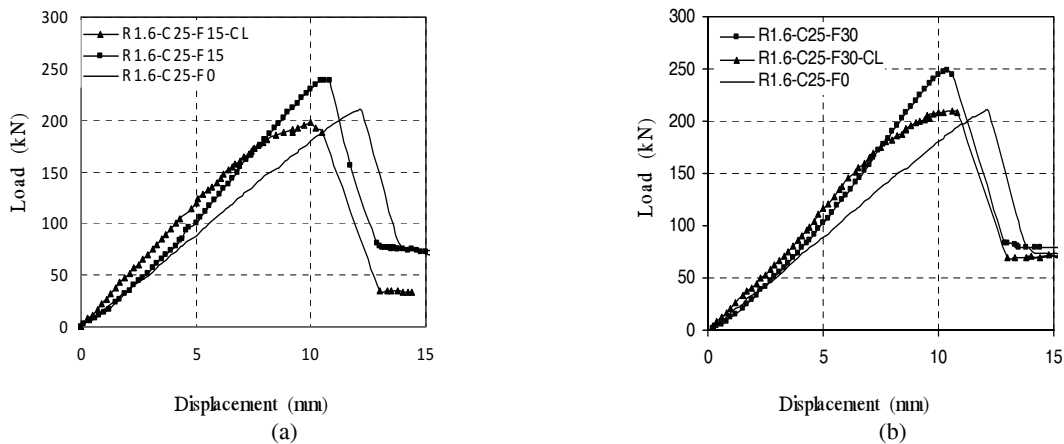 300
250
200
150
100
50
0
Load (kN)
R1.6-C25-F15-CL
R1.6-C25-F15
R1.6-C25-F0
0 5 10 15
Displacement (mm)
(a)
300
250
200
150
100
50
0
Load (kN)
R1.6-C25-F30
R1.6-C25-F30-CL
R1.6-C25-F0
0 5 10 15
Displacement (mm)
(b)